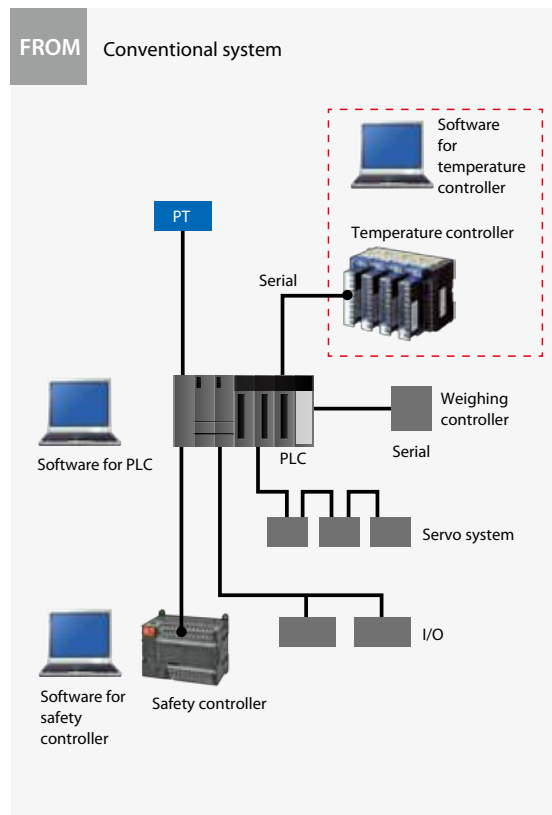 FROM
Conventional system
Software
for
temperature
controller
PT
Temperature controller
Serial
Weighing
controller
Software for PLC
PLC
Serial
Servo system
I/O
Software for
safety
controller
Safety controller